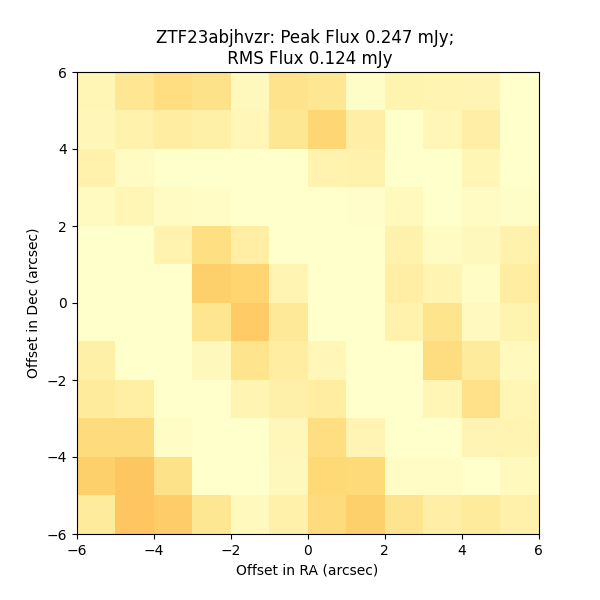 ZTF23abjhvzr: Peak Flux 0.247 mJy;
RMS Flux 0.124 mJy
6
4
2
0
−2
−4
−6
Offset in Dec (arcsec)
−6 −4 −2 0 2 4 6
Offset in RA (arcsec)